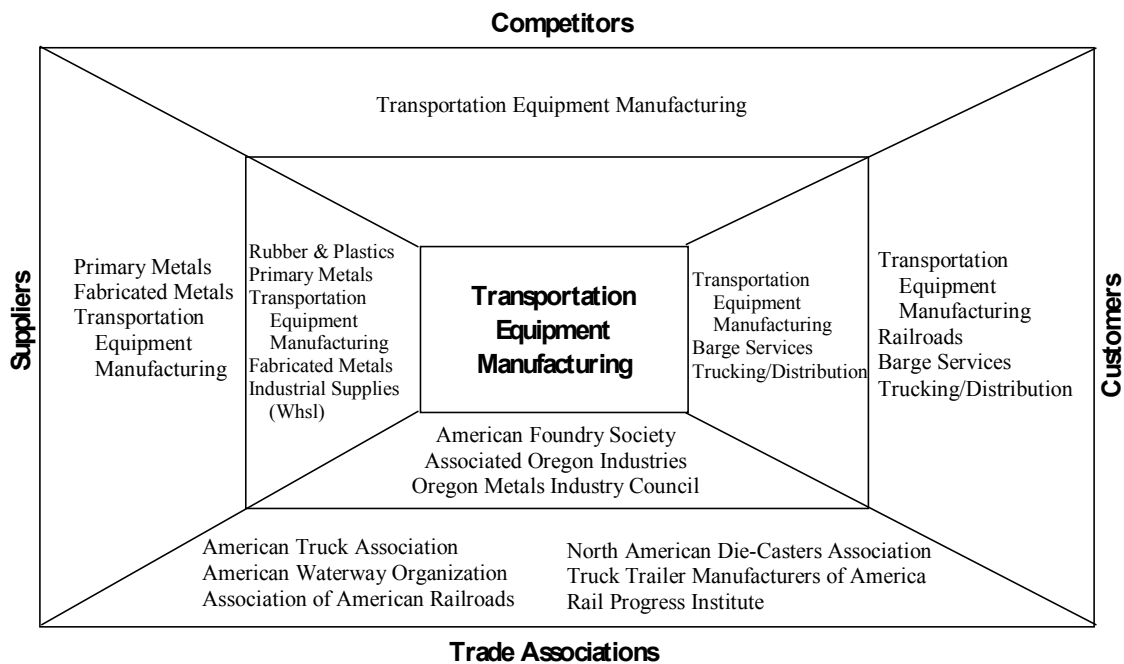 Competitors
Transportation Equipment Manufacturing
Suppliers
Primary Metals
Fabricated Metals
Transportation
Equipment
Manufacturing
Rubber & Plastics
Primary Metals
Transportation
Equipment
Manufacturing
Fabricated Metals
Industrial Supplies
(Whsl)
Transportation
Equipment
Manufacturing
Transportation
Equipment
Manufacturing
Barge Services
Trucking/Distribution
Transportation
Equipment
Manufacturing
Railroads
Barge Services
Trucking/Distribution
Customers
American Foundry Society
Associated Oregon Industries
Oregon Metals Industry Council
American Truck Association
American Waterway Organization
Association of American Railroads
North American Die-Casters Association
Truck Trailer Manufacturers of America
Rail Progress Institute
Trade Associations